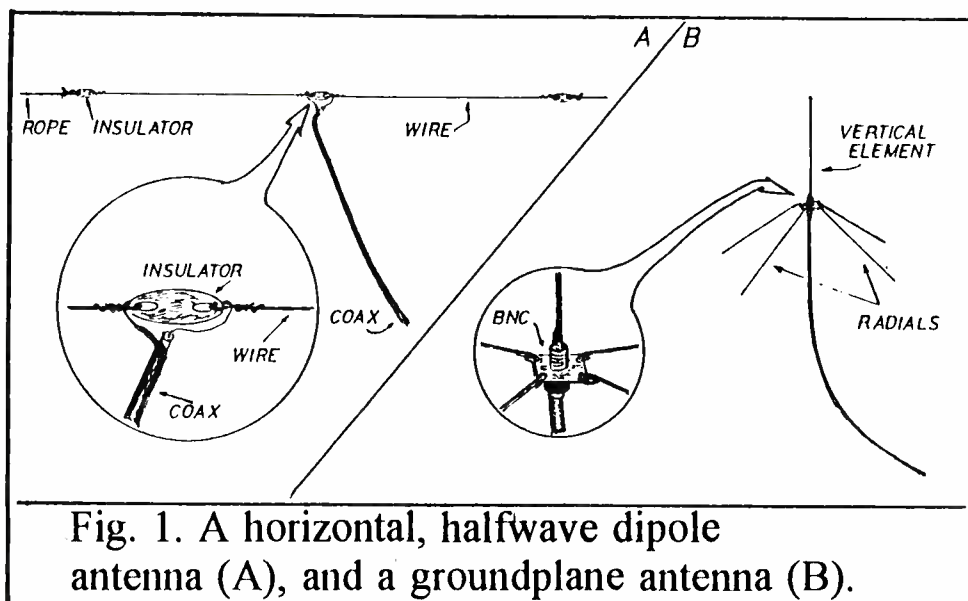 A B
ROPE INSULATOR
WIRE
INSULATOR
WIRE
COAX
COAX
VERTICAL
ELEMENT
BNC
RADIALS
Fig. 1. A horizontal, halfwave dipole
antenna (A), and a groundplane antenna (B).